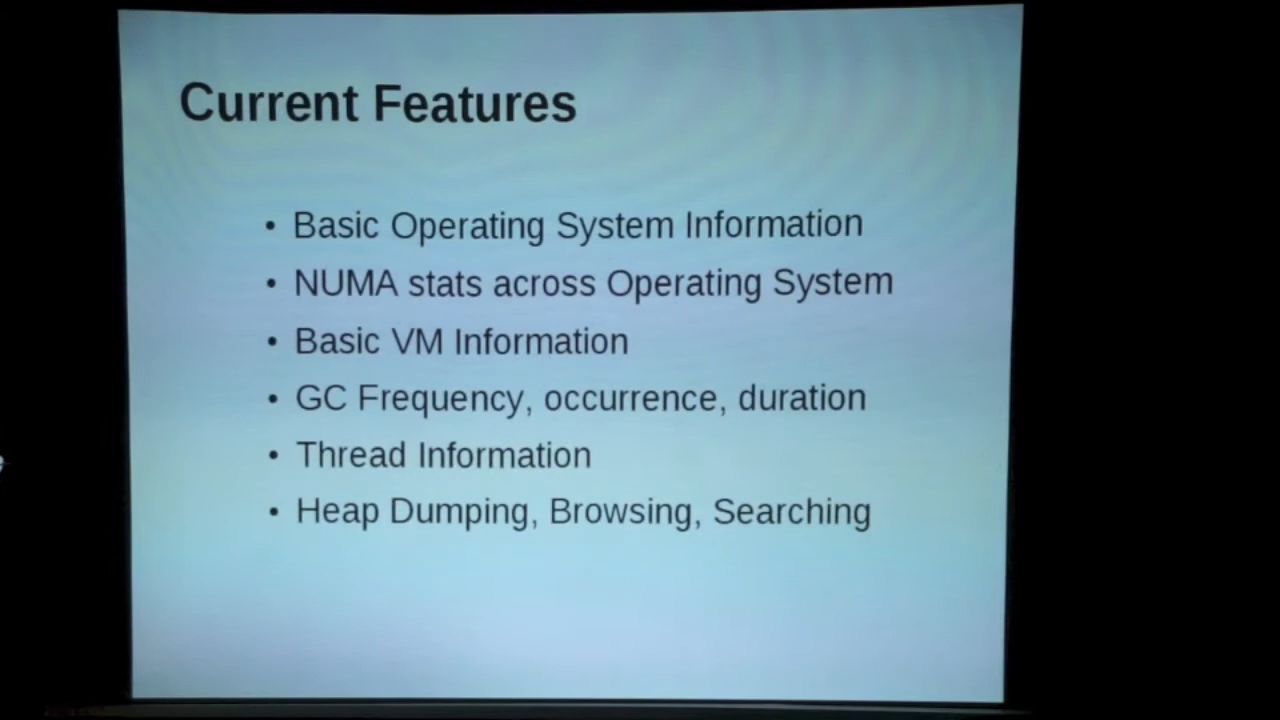 Current Features
• Basic Operating System Information
• NUMA stats across Operating System
• Basic VM Information
• GC Frequency, occurrence, duration
• Thread Information
• Heap Dumping, Browsing, Searching